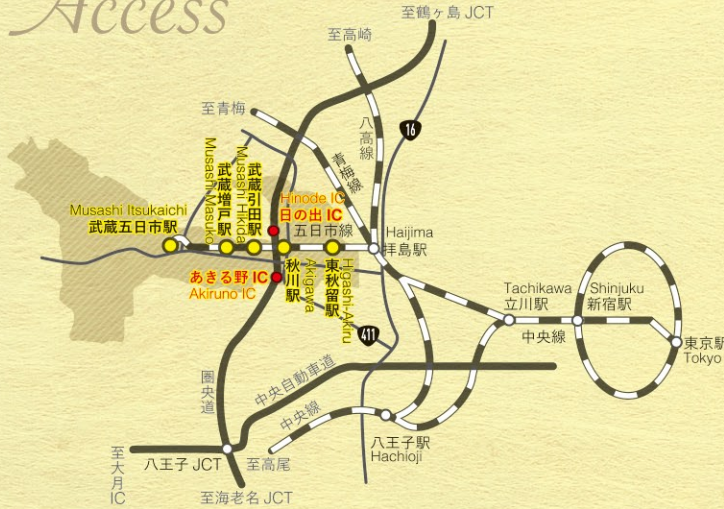 Access
至鶴ヶ島 JCT
至高崎
至青梅
16
八高線
青梅線
Musashi Itsukaichi
武蔵五日市駅
Musashi Masuko
武蔵増戸駅
Musashi Hikida
武蔵引田駅
Hinode IC
日の出 IC
五日市線
Haijima
拝島駅
あきる野 IC
Akiruno IC
秋川駅
Akigawa
東秋留駅
Higashi-Akiru
Tachikawa
立川駅
Shinjuku
新宿駅
中央線
東京駅
Tokyo
411
圏央道
中央自動車道
中央線
八王子駅
Hachioji
至大月IC
八王子 JCT
至高尾
至海老名 JCT